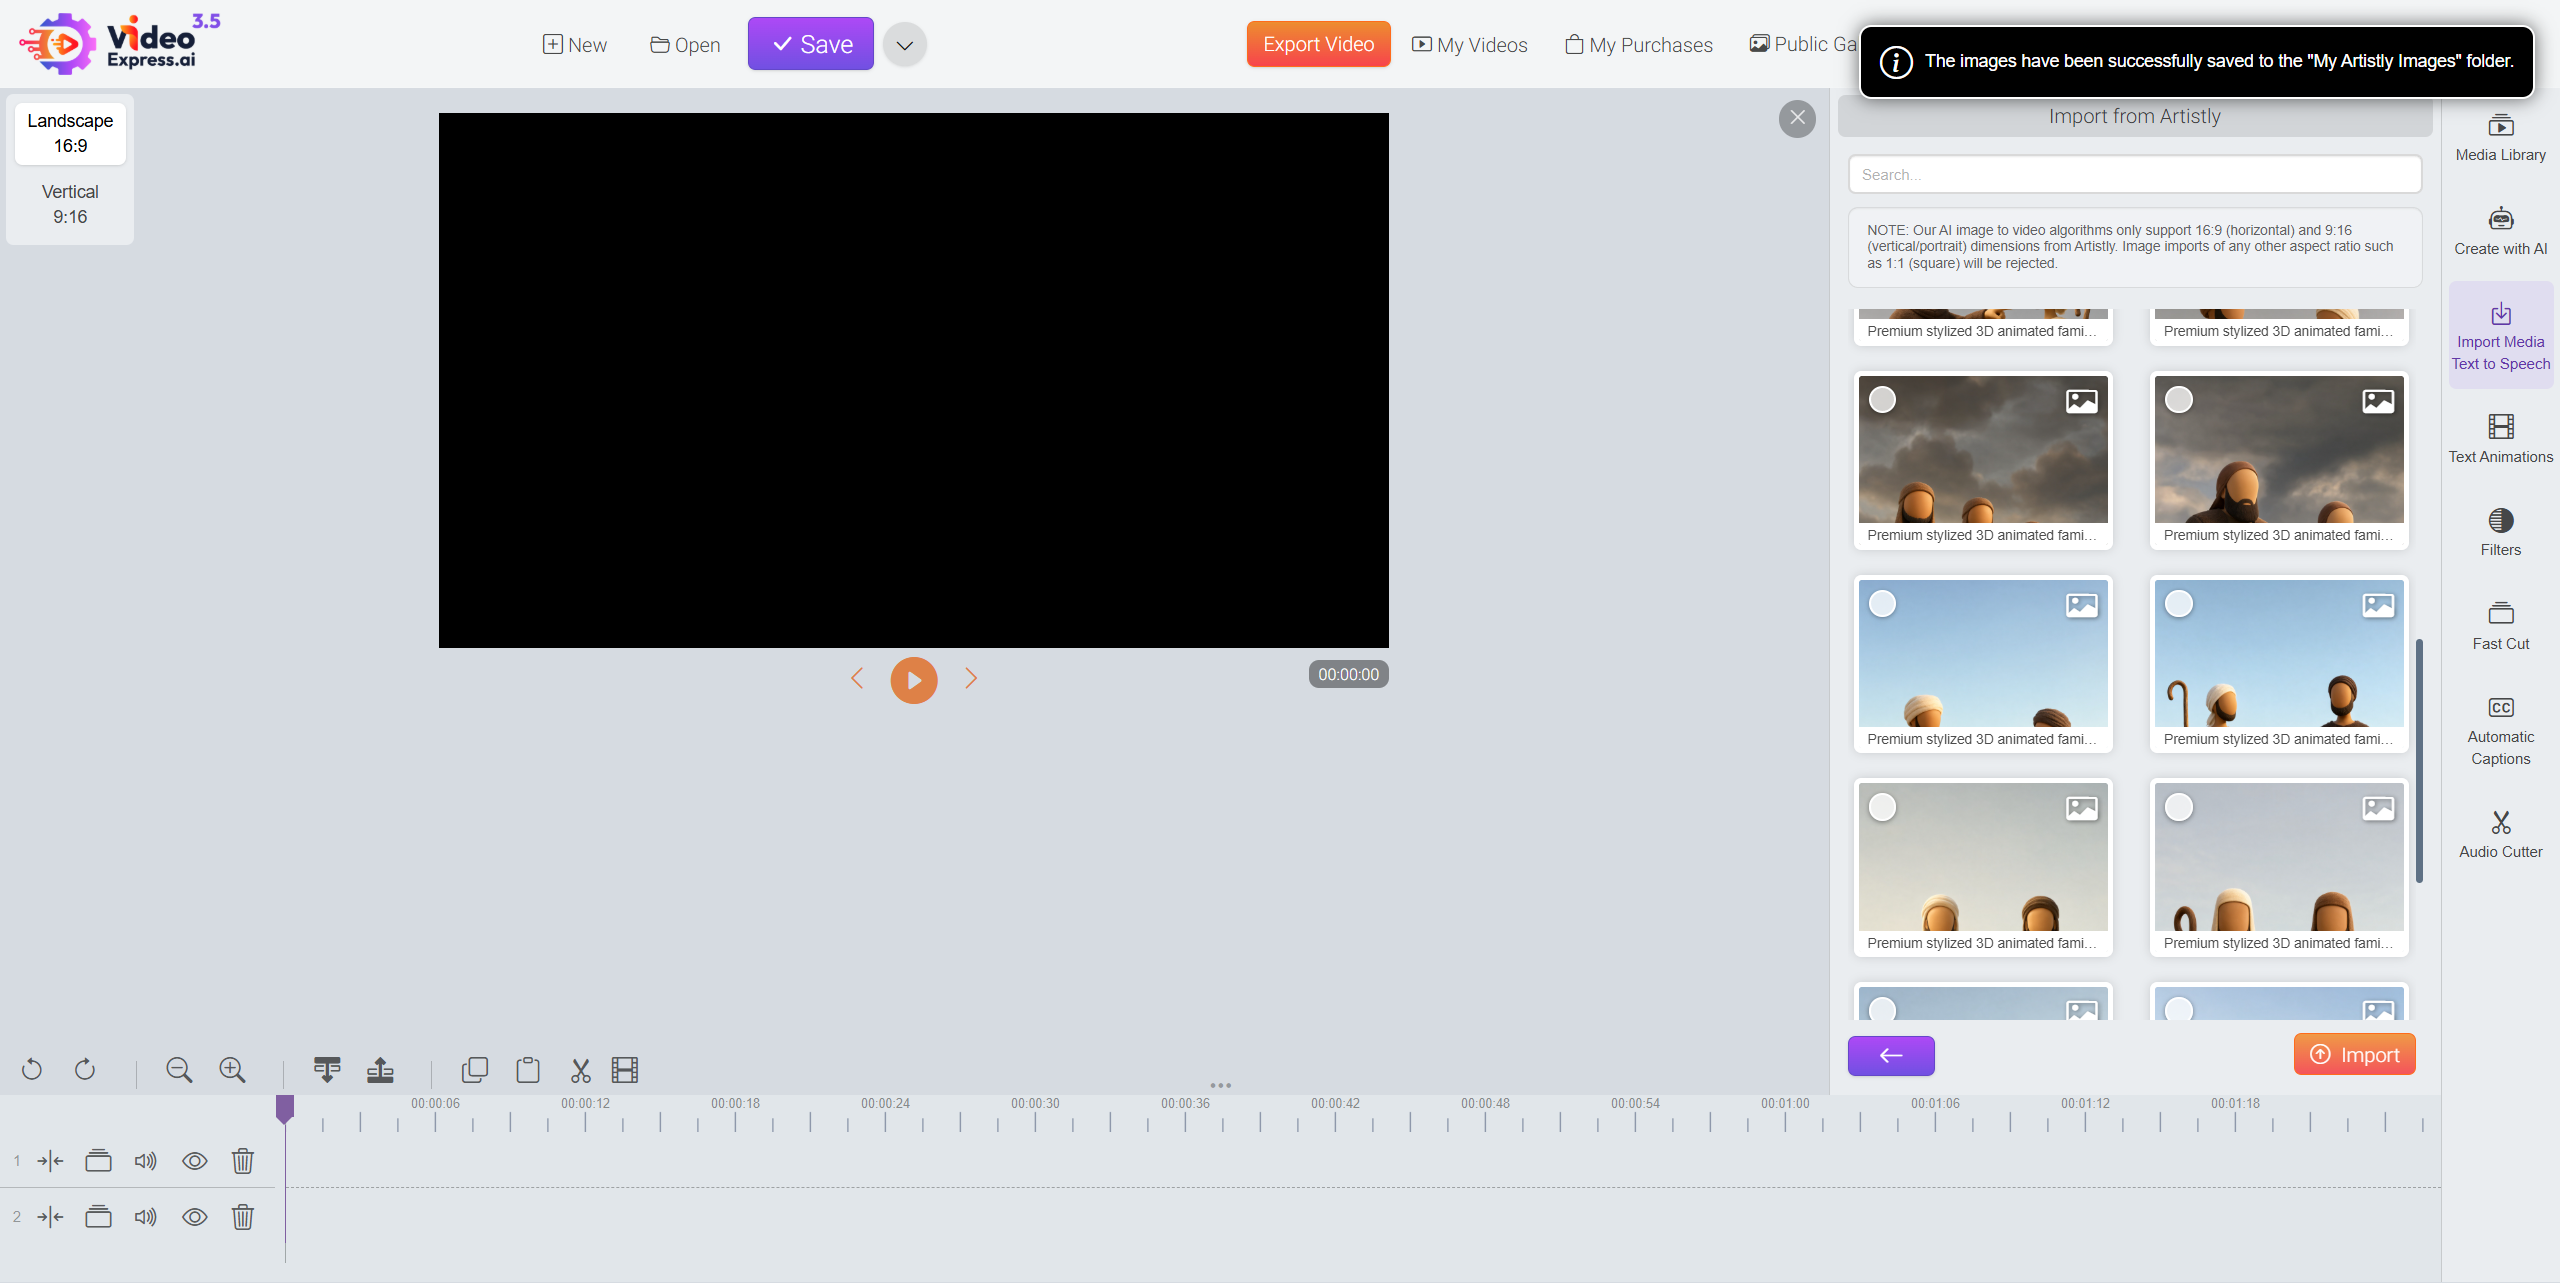 Video 3.5
Express.ai
New
Open
Save
Export Video
My Videos
My Purchases
Public Ga
The images have been successfully saved to the "My Artistly Images" folder.
Landscape
16:9
Vertical
9:16
00:00:00
Import from Artistly
Search...
NOTE: Our AI image to video algorithms only support 16:9 (horizontal) and 9:16
(vertical/portrait) dimensions from Artistly. Image imports of any other aspect ratio such
as 1:1 (square) will be rejected.
Premium stylized 3D animated fami...
Premium stylized 3D animated fami...
Premium stylized 3D animated fami...
Premium stylized 3D animated fami...
Premium stylized 3D animated fami...
Premium stylized 3D animated fami...
Premium stylized 3D animated fami...
Premium stylized 3D animated fami...
Import
Media Library
Create with AI
Import Media
Text to Speech
Text Animations
Filters
Fast Cut
CC
Automatic
Captions
Audio Cutter
00:00:06
00:00:12
00:00:18
00:00:24
00:00:30
00:00:36
00:00:42
00:00:48
00:00:54
00:01:00
00:01:06
00:01:12
00:01:18
1
2